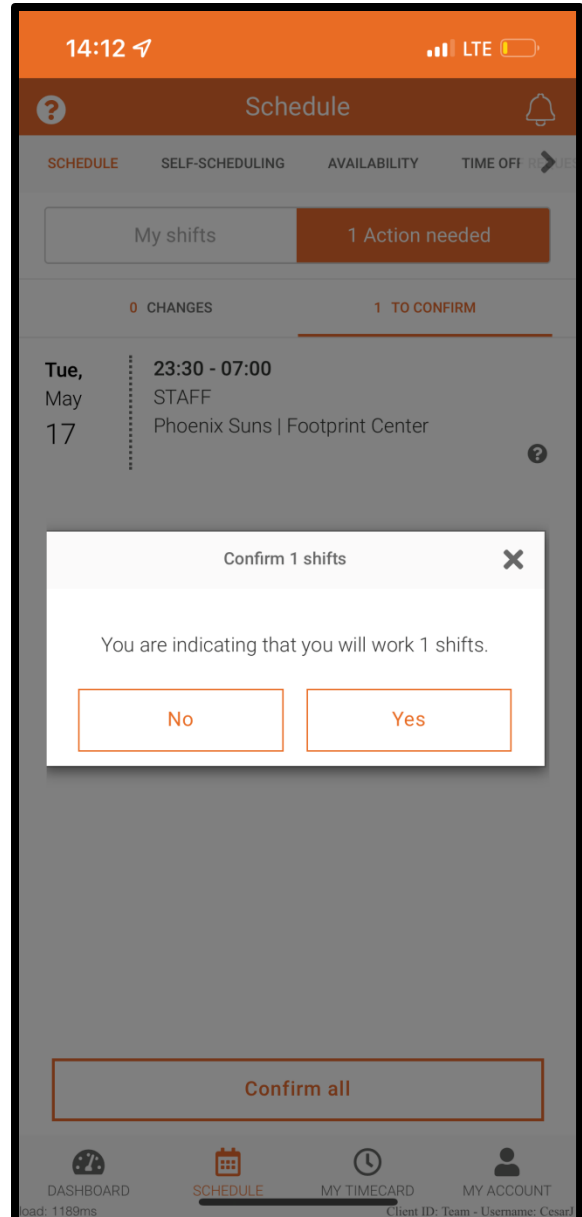 14:12 LTE
Schedule
SCHEDULE SELF-SCHEDULING AVAILABILITY TIME OFF REQUE
My shifts 1 Action needed
0 CHANGES 1 TO CONFIRM
Tue, May 17
23:30 - 07:00
STAFF
Phoenix Suns | Footprint Center
Confirm 1 shifts
You are indicating that you will work 1 shifts.
No Yes
Confirm all
DASHBOARD SCHEDULE MY TIMECARD MY ACCOUNT
load: 1189ms Client ID: Team - Username: CesarJ